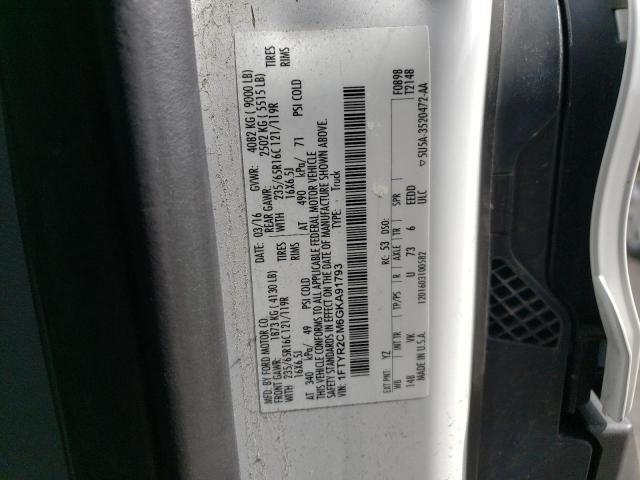 MFD. BY FORD MOTOR CO.
DATE: 03/16 GVWR: 4082 KG ( 9000 LB)
FRONT GAWR: 1873 KG ( 4130 LB) REAR GAWR: 2502 KG ( 5515 LB)
WITH 235/65R16C 121/119R TIRES WITH 235/65R16C 121/119R TIRES
16X6.5J RIMS 16X6.5J RIMS
AT 340 kPa/ 49 PSI COLD AT 490 kPa/ 71 PSI COLD
THIS VEHICLE CONFORMS TO ALL APPLICABLE FEDERAL MOTOR VEHICLE
SAFETY STANDARDS IN EFFECT ON THE DATE OF MANUFACTURE SHOWN ABOVE.
VIN: 1FTYR2CM6GKA91793 TYPE: Truck
F0898
T2148
EXT PNT: YZ RC: 53 DSO:
WB INT TR TP/PS R AXLE TR SPR
148 VK U 73 6 EEDD
MADE IN U.S.A. 1201603100582 ULC
▽5U5A-3520472-AA